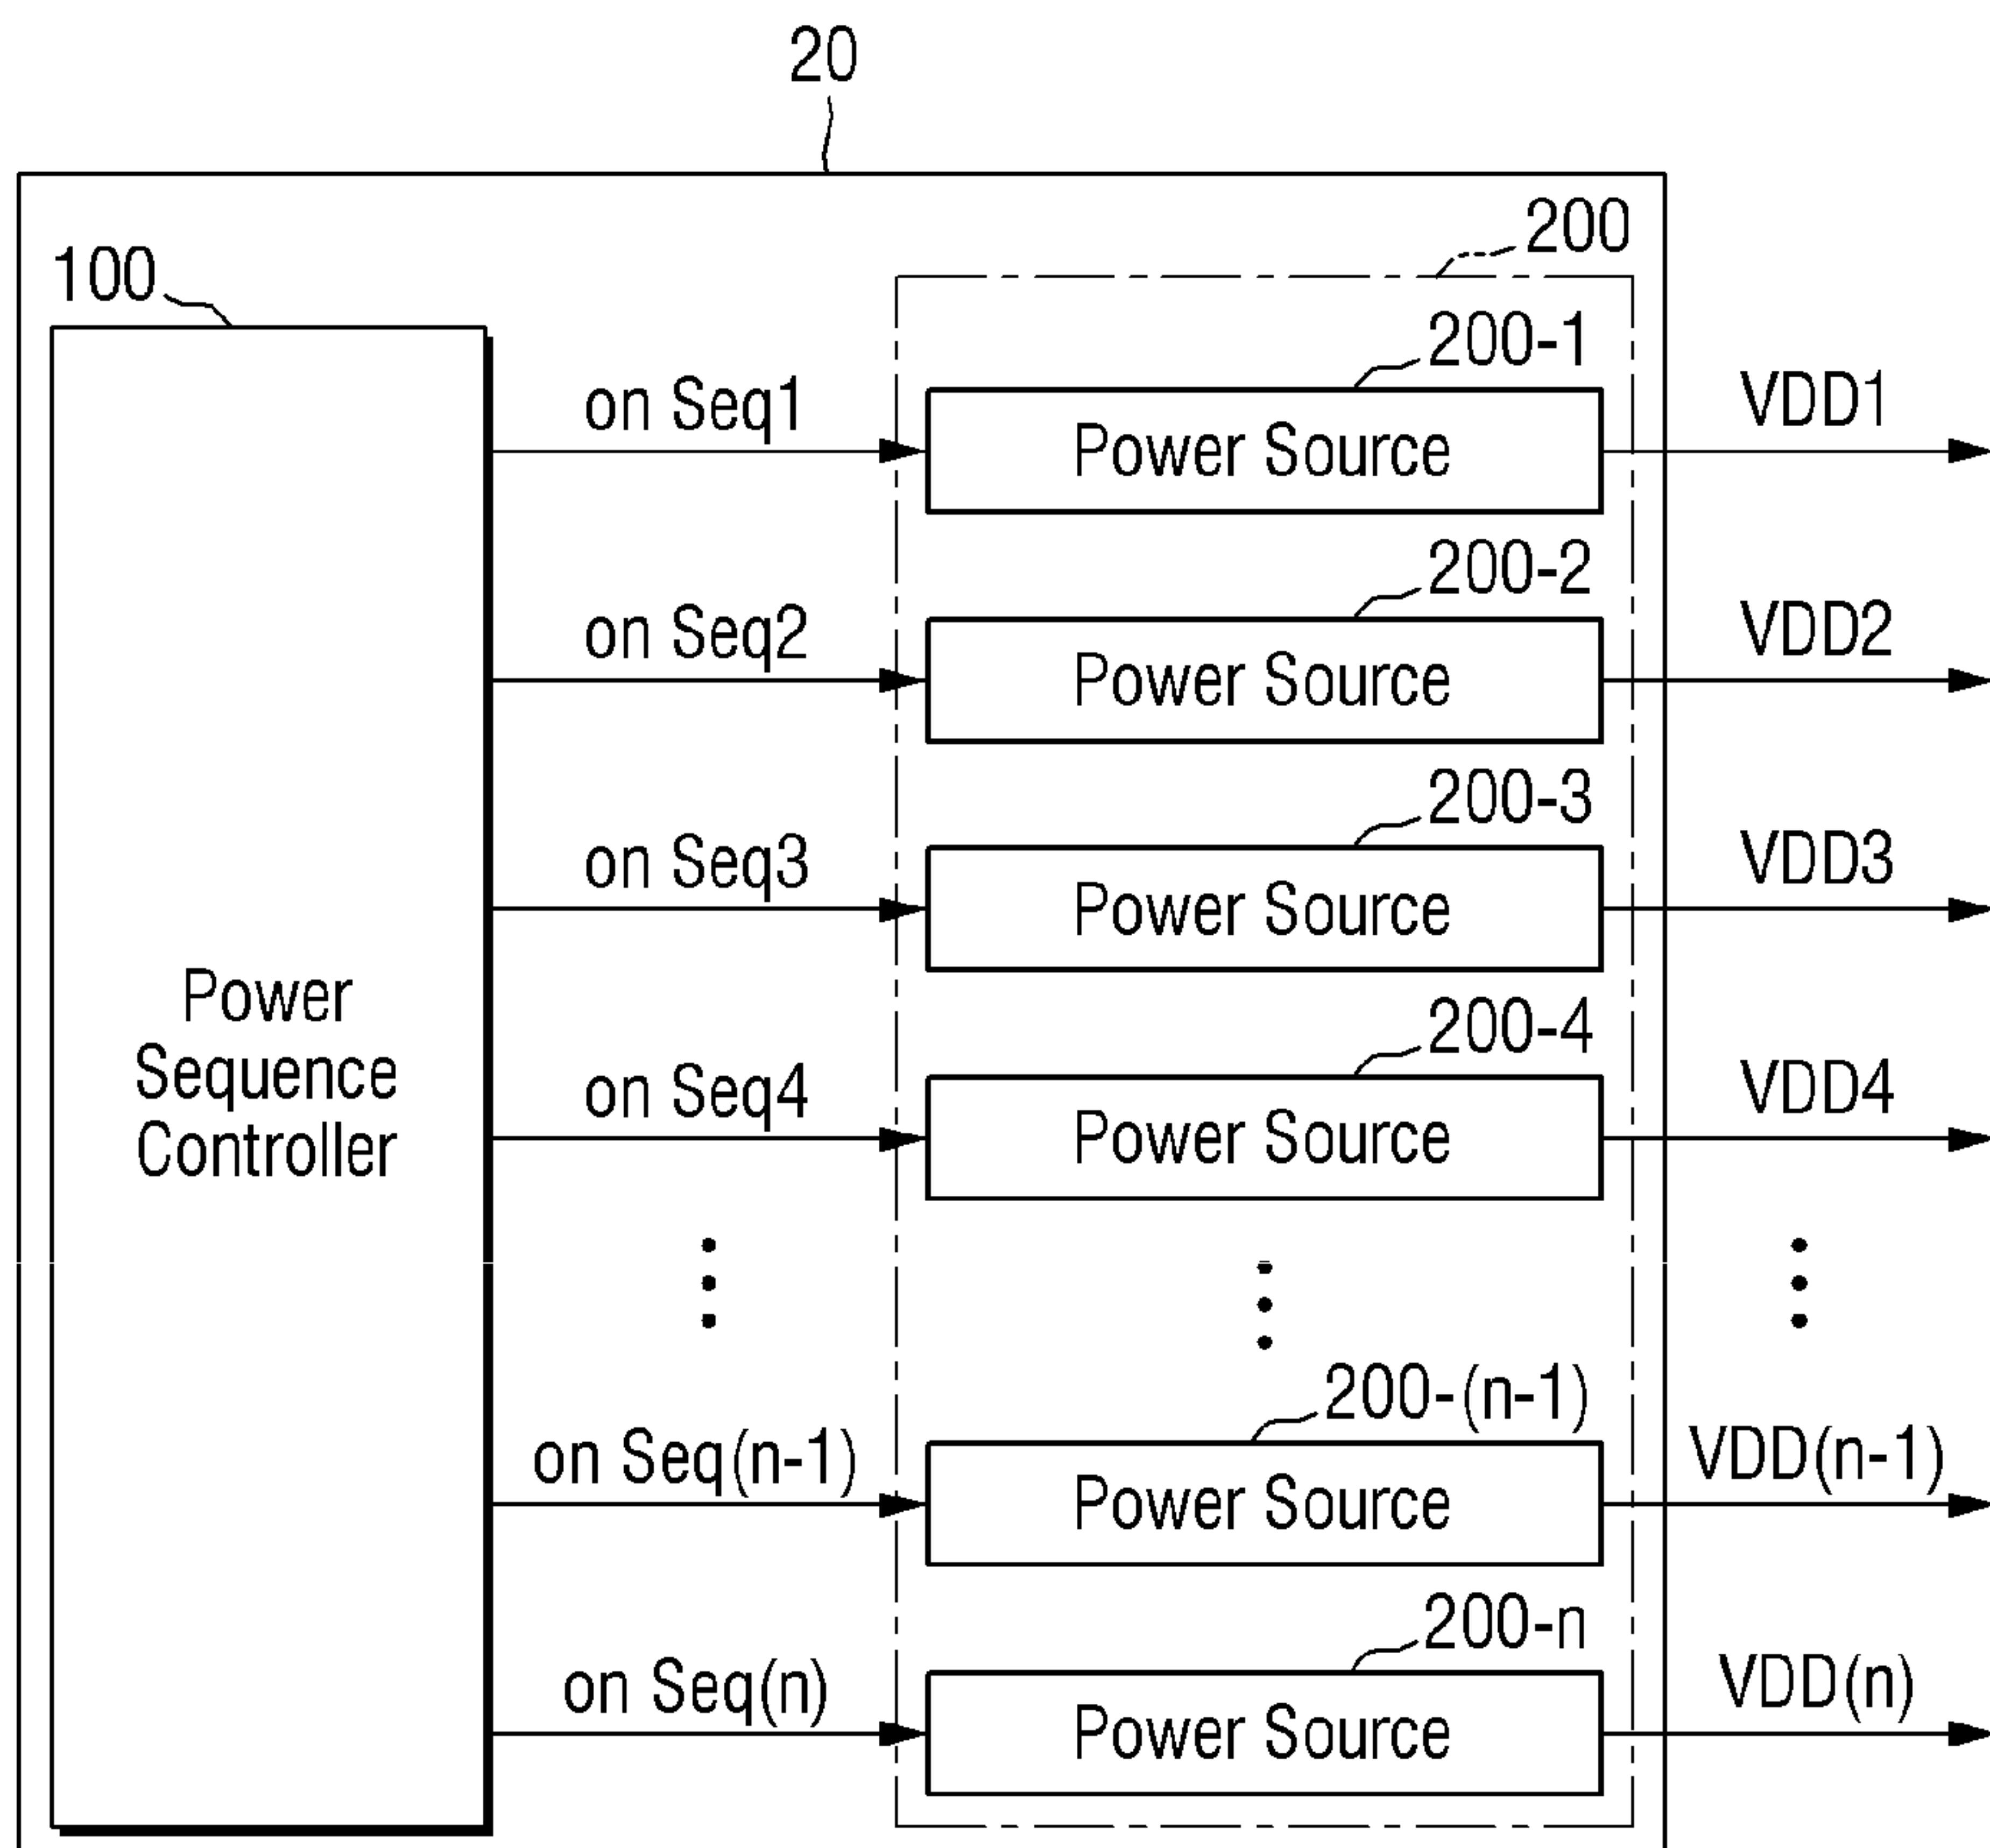 20
200
100
200-1
on Seq1
Power Source
VDD1
200-2
on Seq2
Power Source
VDD2
200-3
on Seq3
Power Source
VDD3
Power
Sequence
Controller
200-4
on Seq4
Power Source
VDD4
200-(n-1)
on Seq(n-1)
Power Source
VDD(n-1)
200-n
on Seq(n)
Power Source
VDD(n)